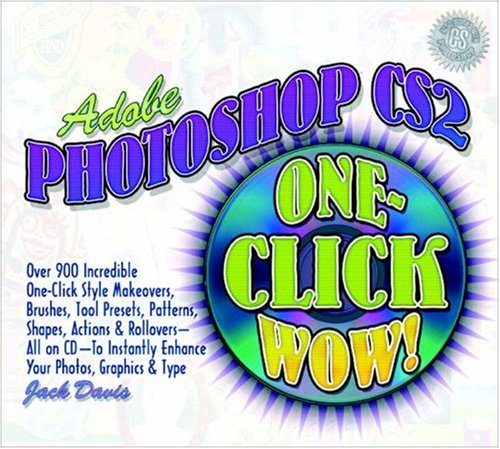 Adobe
PHOTOSHOP CS2
ONE-
CLICK
WOW!
Over 900 Incredible
One-Click Style Makeovers,
Brushes, Tool Presets, Patterns,
Shapes, Actions & Rollovers—
All on CD—To Instantly Enhance
Your Photos, Graphics & Type
Jack Davis
CS